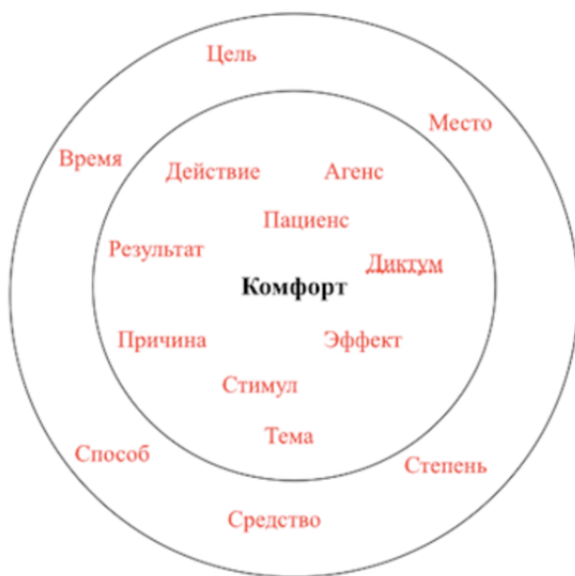 Цель
Место
Время
Действие
Агенс
Пациенс
Результат
Диктум
Комфорт
Причина
Эффект
Стимул
Тема
Способ
Степень
Средство